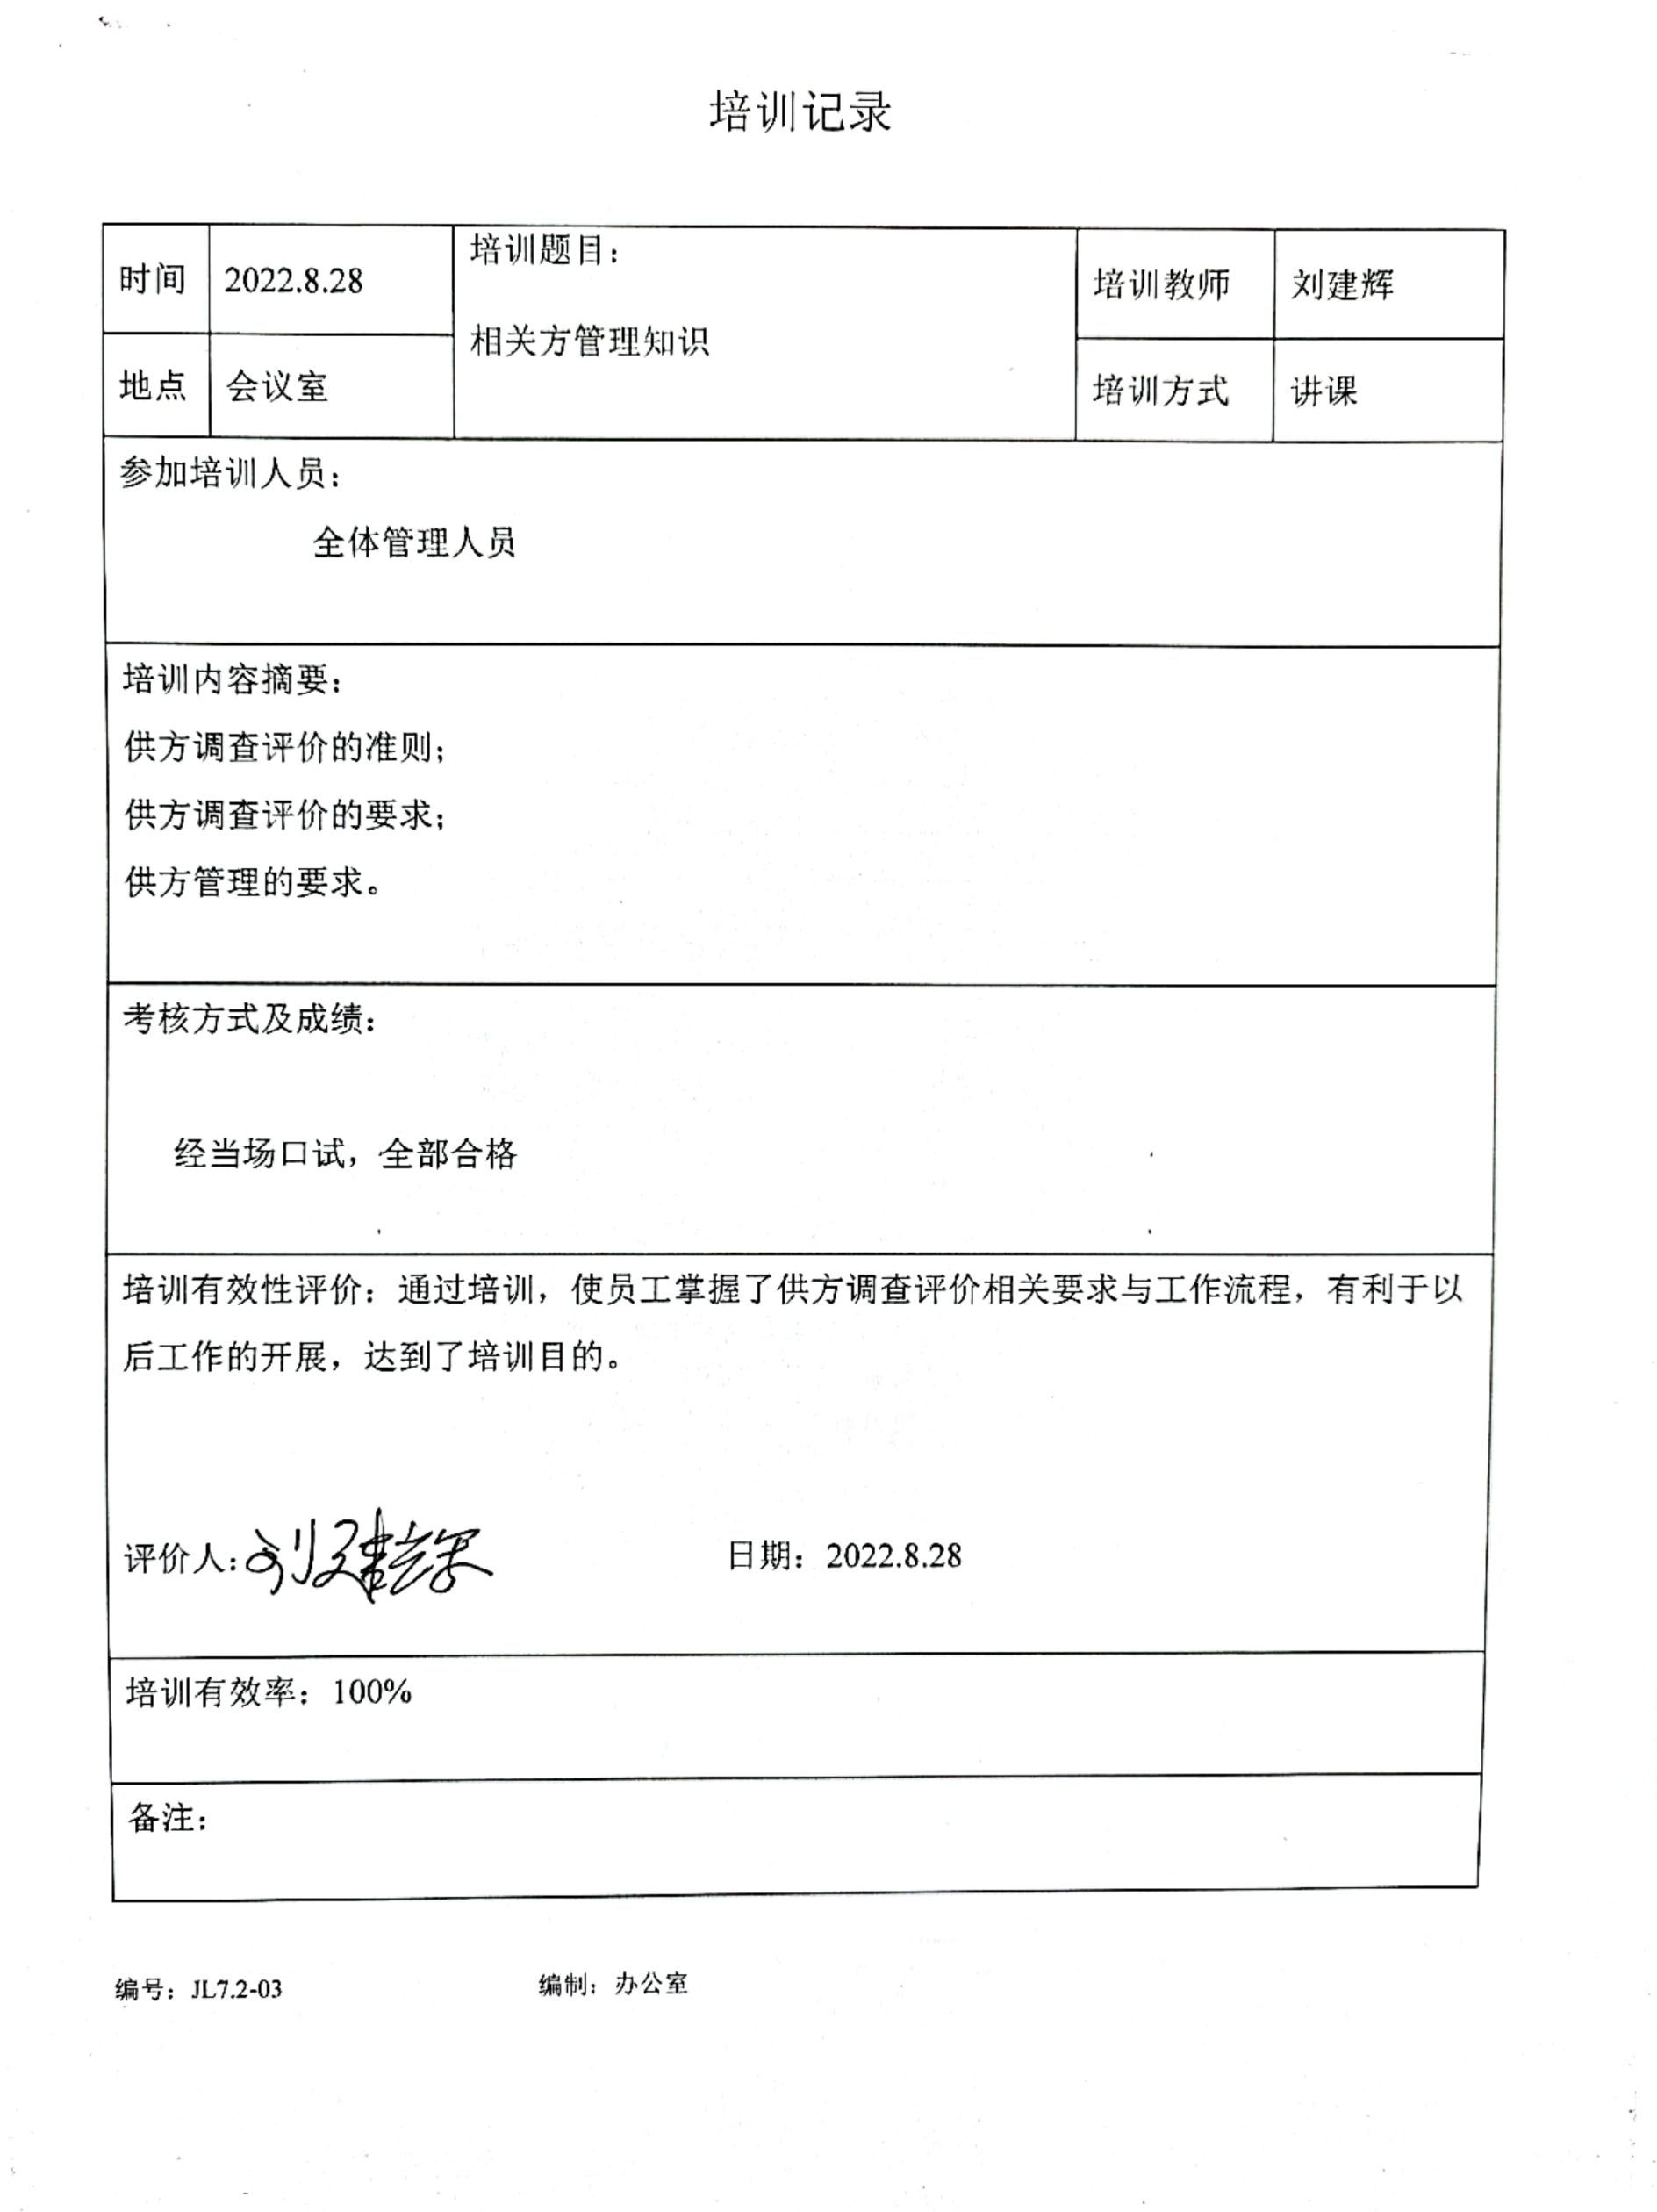 培训记录
时间 2022.8.28 培训题目： 培训教师 刘建辉
相关方管理知识
地点 会议室 培训方式 讲课
参加培训人员：
全体管理人员
培训内容摘要：
供方调查评价的准则；
供方调查评价的要求；
供方管理的要求。
考核方式及成绩：
经当场口试，全部合格
培训有效性评价：通过培训，使员工掌握了供方调查评价相关要求与工作流程，有利于以
后工作的开展，达到了培训目的。
评价人：刘建辉 日期：2022.8.28
培训有效率：100%
备注：
编号：JL7.2-03 编制：办公室